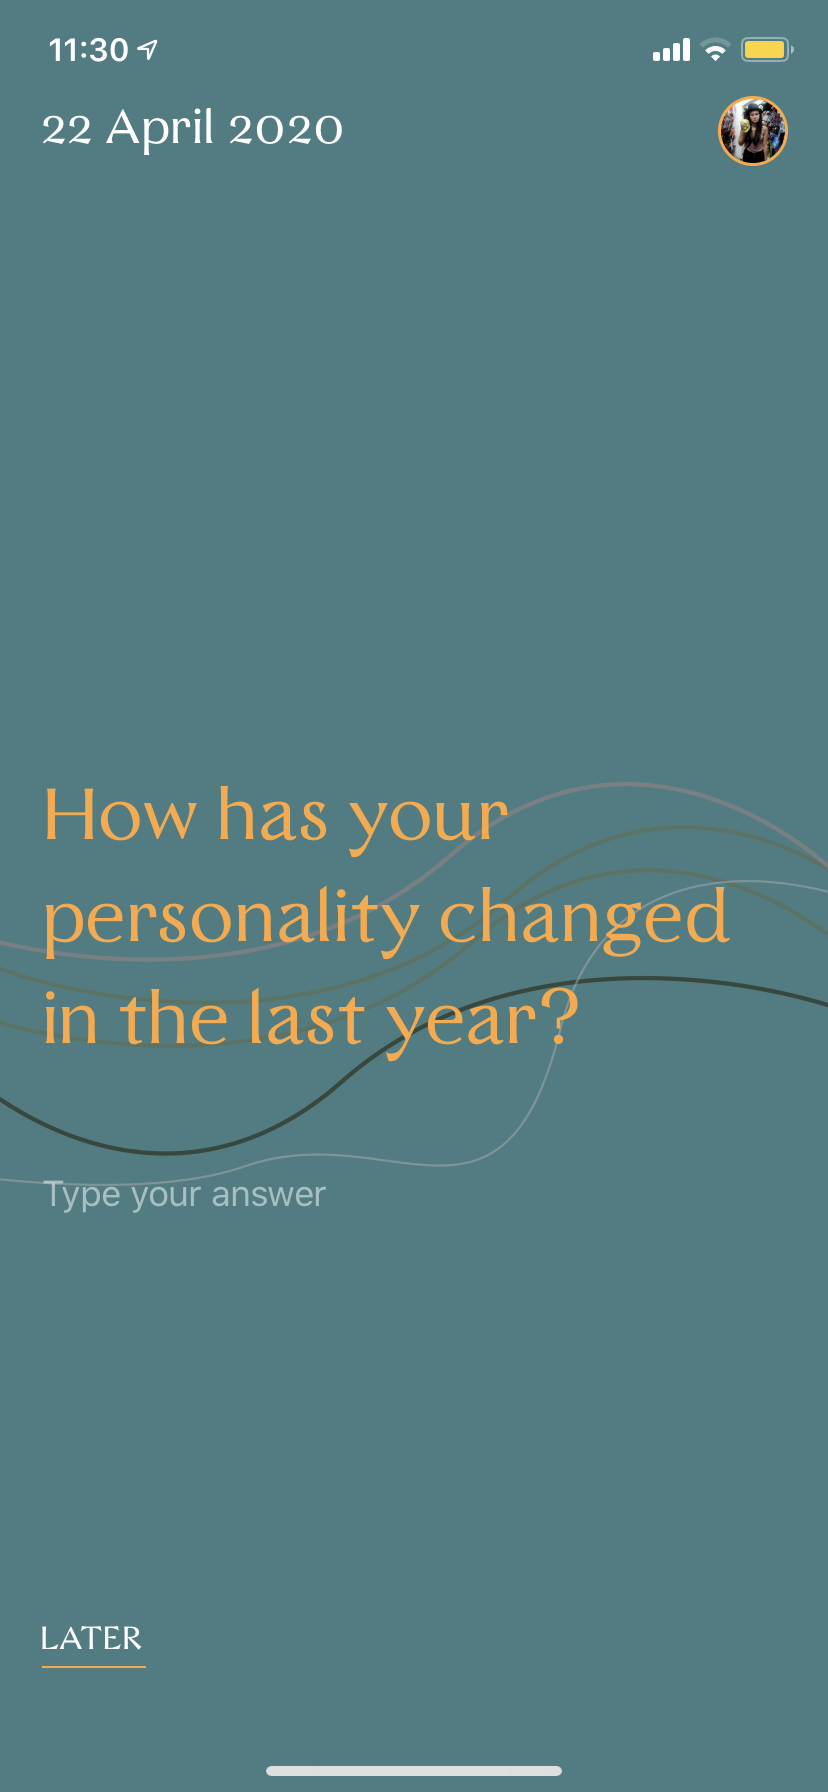 11:30
22 April 2020
How has your
personality changed
in the last year?
Type your answer
LATER